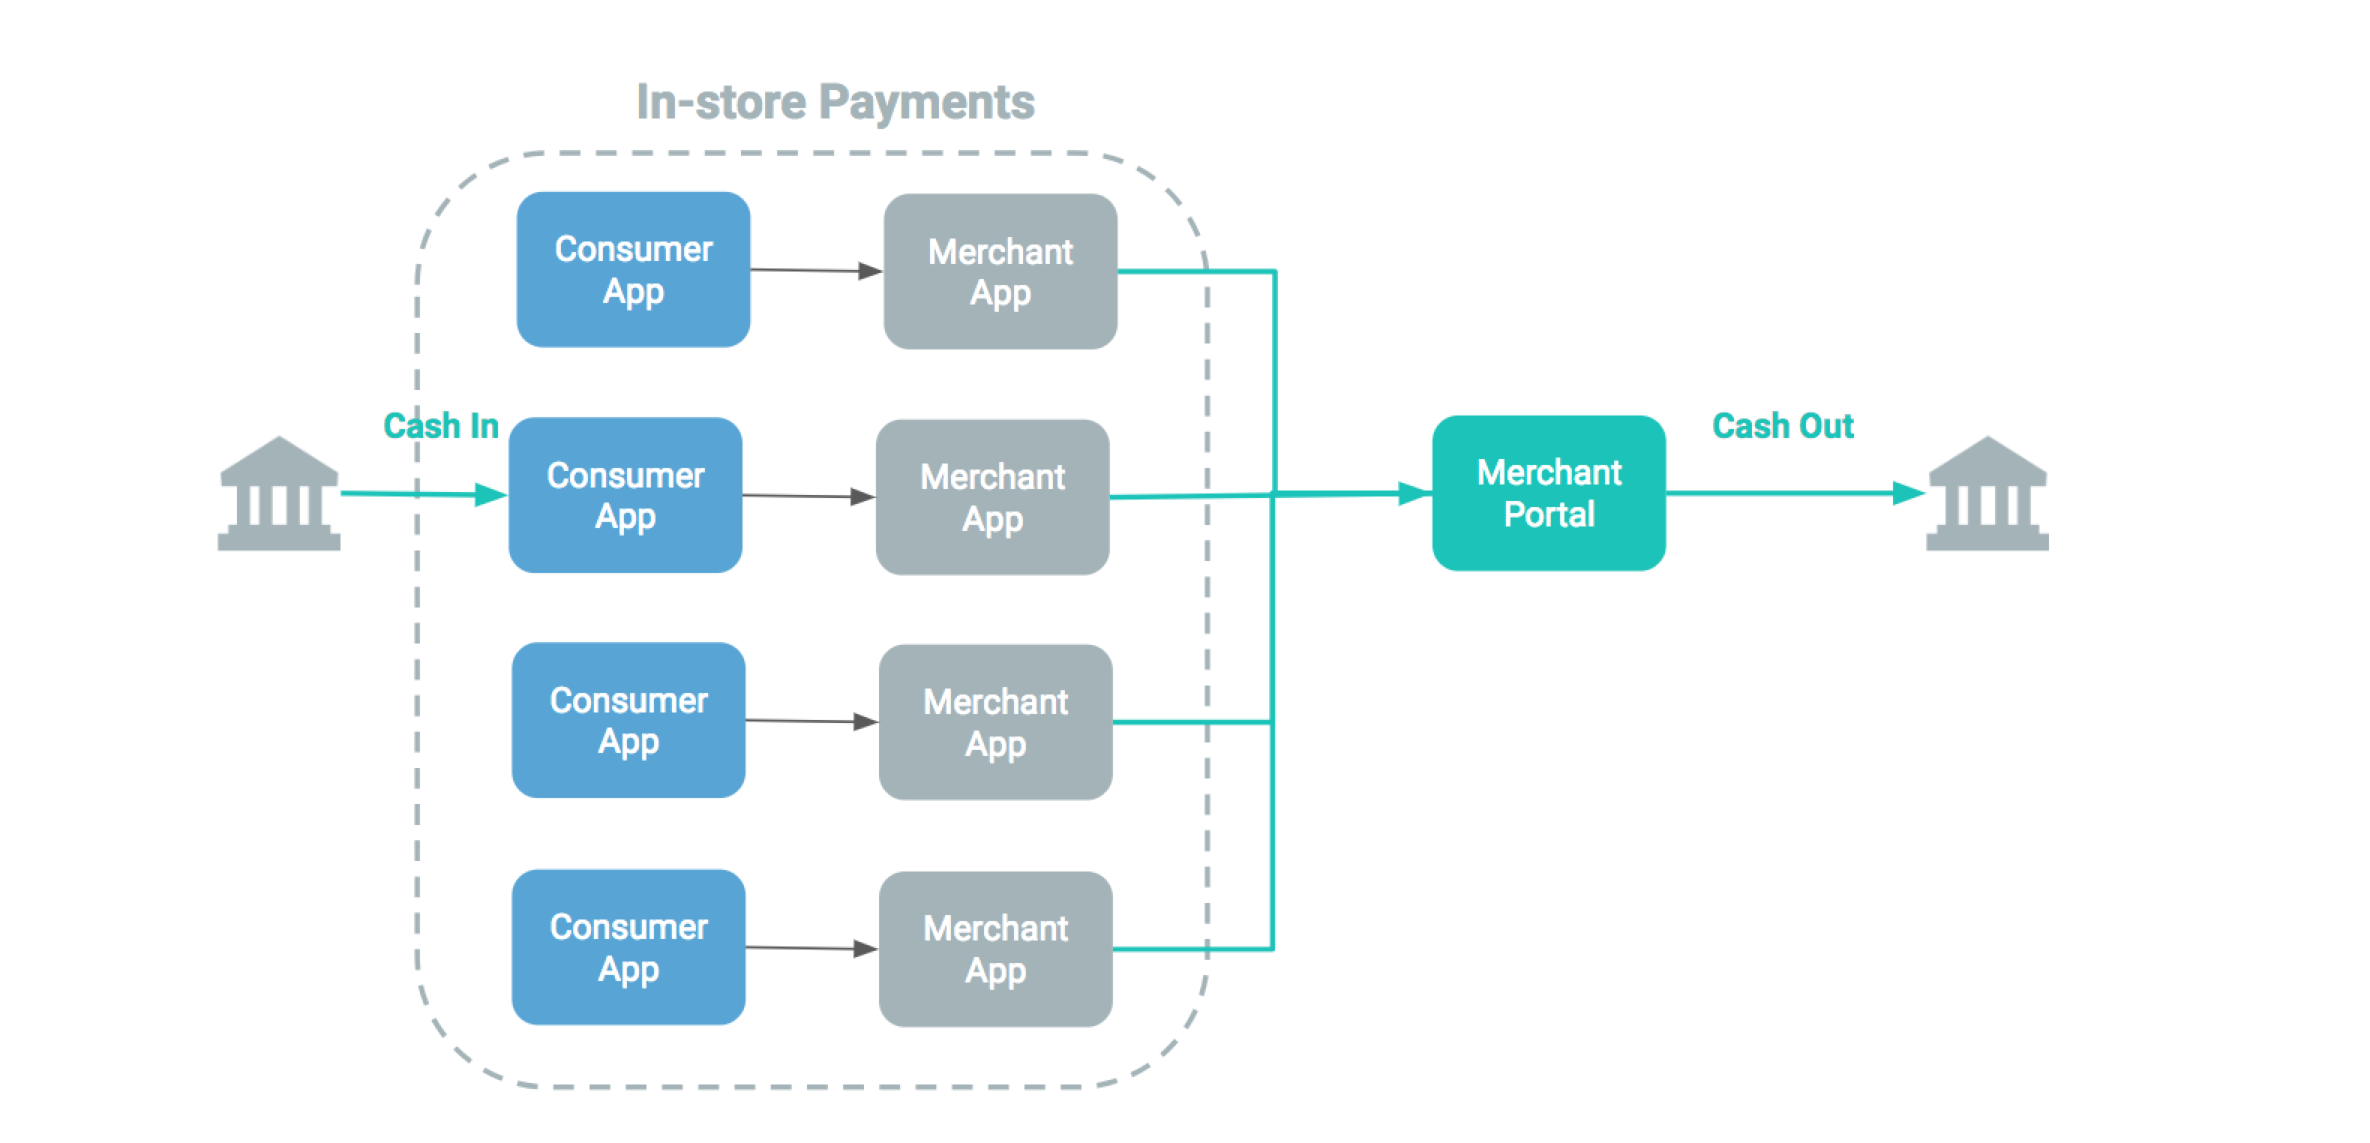 In-store Payments
Consumer
App
Merchant
App
Cash In
Consumer
App
Merchant
App
Merchant
Portal
Cash Out
Consumer
App
Merchant
App
Consumer
App
Merchant
App